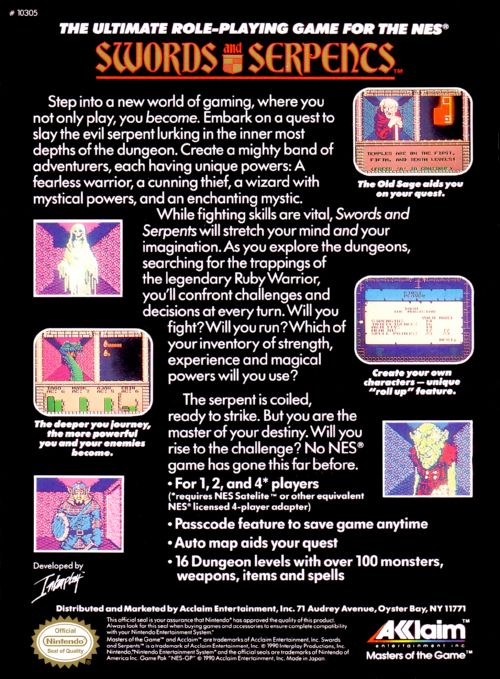 # 10305
THE ULTIMATE ROLE-PLAYING GAME FOR THE NES®
SWORDS and SERPENTS™
Step into a new world of gaming, where you
not only play, you become. Embark on a quest to
slay the evil serpent lurking in the inner most
depths of the dungeon. Create a mighty band of
adventurers, each having unique powers: A
fearless warrior, a cunning thief, a wizard with
mystical powers, and an enchanting mystic.
TEMPLES ARE ON THE FIRST,
FIFTH, AND TENTH LEVELS!
The Old Sage aids you
on your quest.
While fighting skills are vital, Swords and
Serpents will stretch your mind and your
imagination. As you explore the dungeons,
searching for the trappings of
the legendary Ruby Warrior,
you'll confront challenges and
decisions at every turn. Will you
fight? Will you run? Which of
your inventory of strength,
experience and magical
powers will you use?
Create your own
characters — unique
"roll up" feature.
The deeper you journey,
the more powerful
you and your enemies
become.
The serpent is coiled,
ready to strike. But you are the
master of your destiny. Will you
rise to the challenge? No NES®
game has gone this far before.
• For 1, 2, and 4* players
(*requires NES Satelite™ or other equivalent
NES® licensed 4-player adapter)
• Passcode feature to save game anytime
• Auto map aids your quest
• 16 Dungeon levels with over 100 monsters,
weapons, items and spells
Developed by
Interplay™
Distributed and Marketed by Acclaim Entertainment, Inc. 71 Audrey Avenue, Oyster Bay, NY 11771
Official
Nintendo®
Seal of Quality
This official seal is your assurance that Nintendo® has approved the quality of this product.
Always look for this seal when buying games and accessories to ensure complete compatibility
with your Nintendo Entertainment System.®
Masters of the Game™ and Acclaim™ are trademarks of Acclaim Entertainment, Inc. Swords
and Serpents™ is a trademark of Acclaim Entertainment, Inc. © 1990 Interplay Productions, Inc.
Nintendo,® Nintendo Entertainment System® and the official seals are trademarks of Nintendo of
America Inc. Game Pak "NES-GP" © 1990 Acclaim Entertainment, Inc. Made in Japan
Acclaim™
entertainment inc.
Masters of the Game™